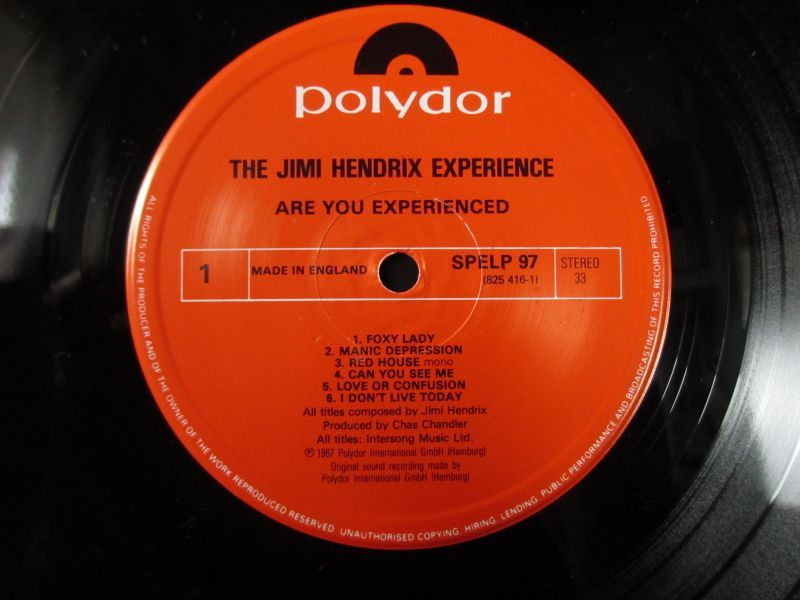 polydor
THE JIMI HENDRIX EXPERIENCE
ARE YOU EXPERIENCED
1
MADE IN ENGLAND
SPELP 97
(825 416-1)
STEREO
33
1. FOXY LADY
2. MANIC DEPRESSION
3. RED HOUSE mono
4. CAN YOU SEE ME
5. LOVE OR CONFUSION
6. I DON'T LIVE TODAY
All titles composed by Jimi Hendrix
Produced by Chas Chandler
All titles: Intersong Music Ltd.
℗ 1967 Polydor International GmbH (Hamburg)
Original sound recording made by
Polydor International GmbH (Hamburg)
ALL RIGHTS OF THE PRODUCER AND OF THE OWNER OF THE WORK REPRODUCED RESERVED. UNAUTHORISED COPYING, HIRING, LENDING, PUBLIC PERFORMANCE AND BROADCASTING OF THIS RECORD PROHIBITED